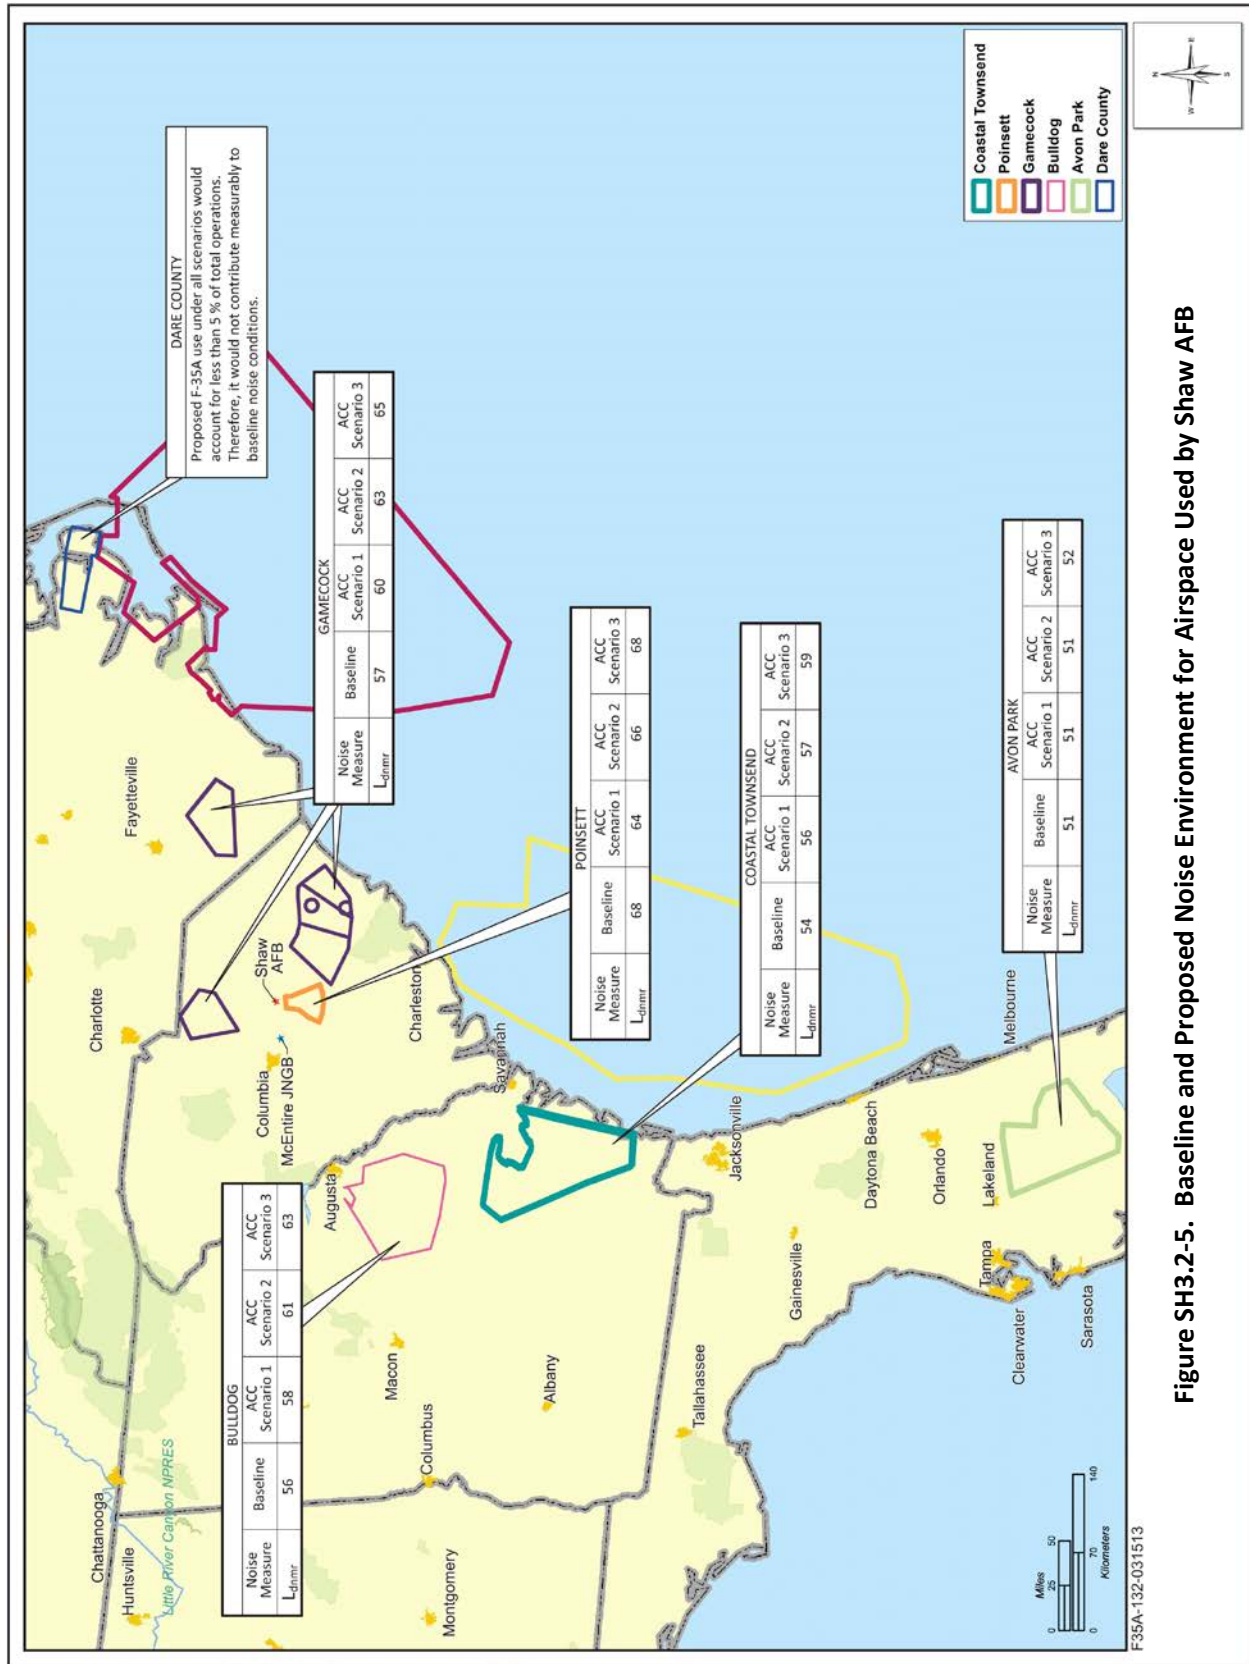 Chattanooga
Huntsville
Little River Canyon NPRES
Charlotte
Fayetteville
Columbia
McEntire JNGB
Shaw
AFB
Augusta
Charleston
Savannah
Macon
Columbus
Montgomery
Albany
Tallahassee
Jacksonville
Gainesville
Daytona Beach
Orlando
Lakeland
Tampa
Clearwater
Sarasota
Melbourne
BULLDOG
Noise Measure | Baseline | ACC Scenario 1 | ACC Scenario 2 | ACC Scenario 3
Ldnmr | 56 | 58 | 61 | 63
DARE COUNTY
Proposed F-35A use under all scenarios would
account for less than 5 % of total operations.
Therefore, it would not contribute measurably to
baseline noise conditions.
GAMECOCK
Noise Measure | Baseline | ACC Scenario 1 | ACC Scenario 2 | ACC Scenario 3
Ldnmr | 57 | 60 | 63 | 65
POINSETT
Noise Measure | Baseline | ACC Scenario 1 | ACC Scenario 2 | ACC Scenario 3
Ldnmr | 68 | 64 | 66 | 68
COASTAL TOWNSEND
Noise Measure | Baseline | ACC Scenario 1 | ACC Scenario 2 | ACC Scenario 3
Ldnmr | 54 | 56 | 57 | 59
AVON PARK
Noise Measure | Baseline | ACC Scenario 1 | ACC Scenario 2 | ACC Scenario 3
Ldnmr | 51 | 51 | 51 | 52
Coastal Townsend
Poinsett
Gamecock
Bulldog
Avon Park
Dare County
N
W E
S
Miles
0 25 50
0 70 140
Kilometers
F35A-132-031513
Figure SH3.2-5. Baseline and Proposed Noise Environment for Airspace Used by Shaw AFB